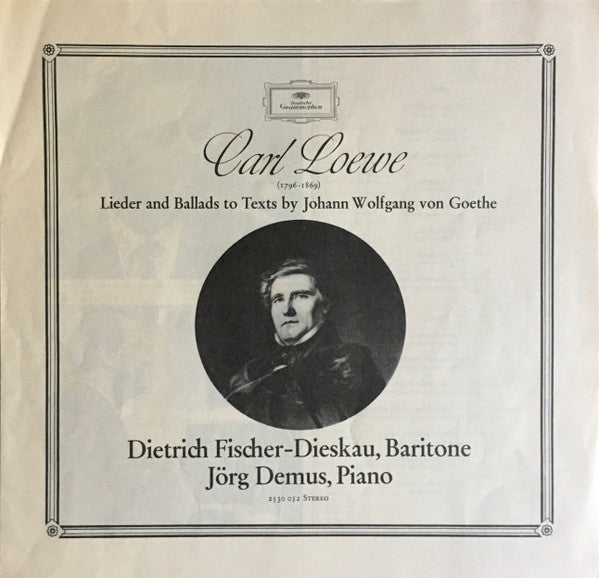 Deutsche
Grammophon
Carl Loewe
(1796-1869)
Lieder and Ballads to Texts by Johann Wolfgang von Goethe
Dietrich Fischer-Dieskau, Baritone
Jörg Demus, Piano
2530 052 Stereo